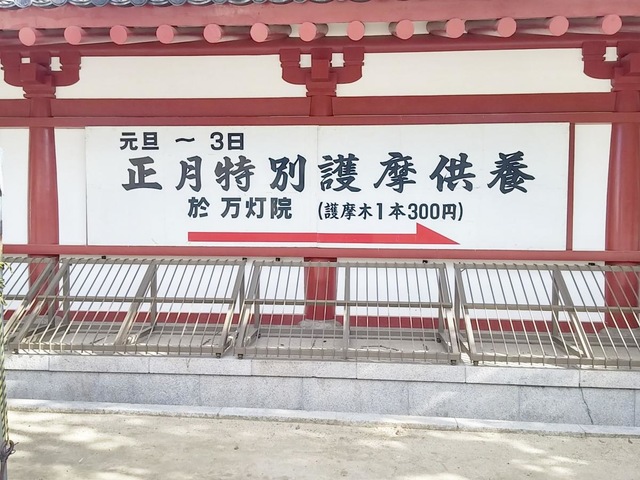 元旦 〜 3日
正月特別護摩供養
於 万灯院 (護摩木1本300円)